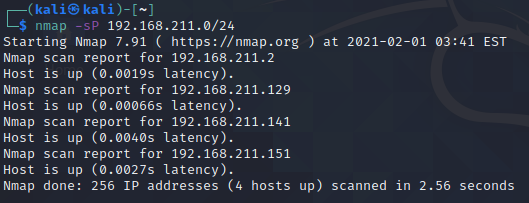 ┌──(kali㉿kali)-[~]
└─$ nmap -sP 192.168.211.0/24
Starting Nmap 7.91 ( https://nmap.org ) at 2021-02-01 03:41 EST
Nmap scan report for 192.168.211.2
Host is up (0.0019s latency).
Nmap scan report for 192.168.211.129
Host is up (0.00066s latency).
Nmap scan report for 192.168.211.141
Host is up (0.0040s latency).
Nmap scan report for 192.168.211.151
Host is up (0.0027s latency).
Nmap done: 256 IP addresses (4 hosts up) scanned in 2.56 seconds